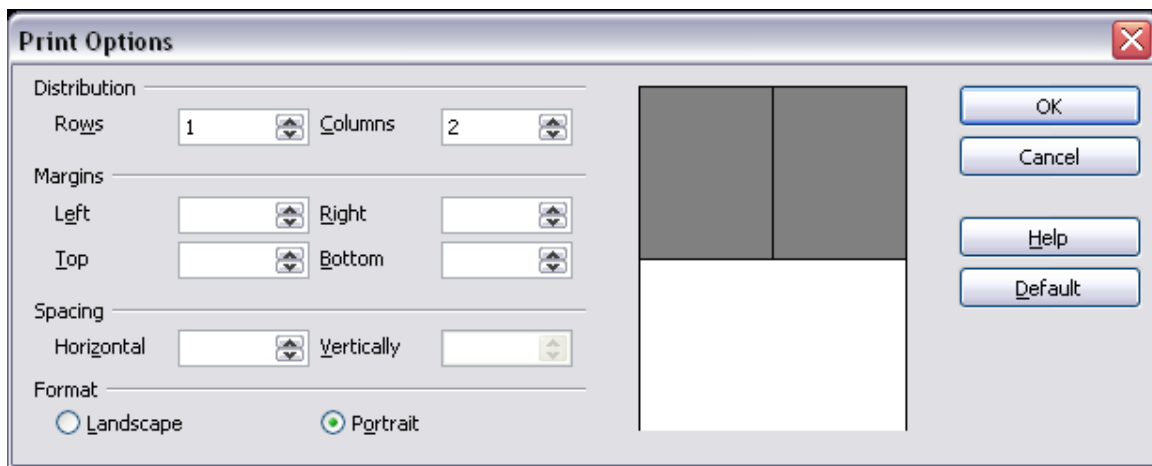 Print Options
Distribution
Rows 1 Columns 2
OK
Cancel
Margins
Left Right
Top Bottom
Help
Default
Spacing
Horizontal Vertically
Format
Landscape Portrait